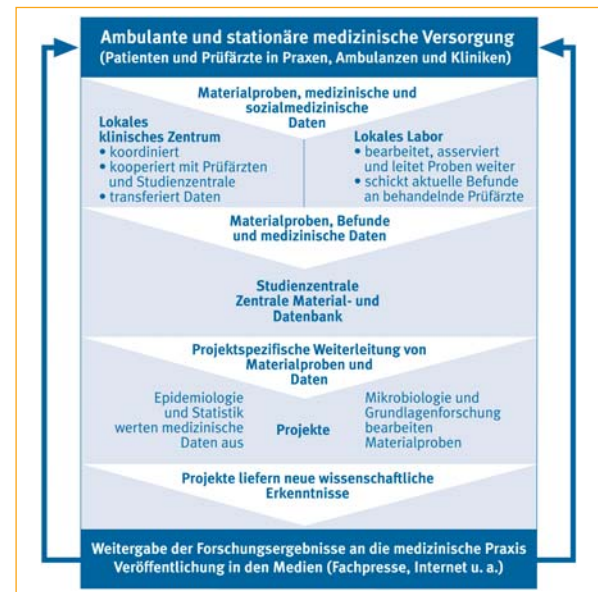 Ambulante und stationäre medizinische Versorgung
(Patienten und Prüfärzte in Praxen, Ambulanzen und Kliniken)
Materialproben, medizinische und
sozialmedizinische
Daten
Lokales
klinisches Zentrum
• koordiniert
• kooperiert mit Prüfärzten
und Studienzentrale
• transferiert Daten
Lokales Labor
• bearbeitet, asserviert
und leitet Proben weiter
• schickt aktuelle Befunde
an behandelnde Prüfärzte
Materialproben, Befunde
und medizinische Daten
Studienzentrale
Zentrale Material- und
Datenbank
Projektspezifische Weiterleitung von
Materialproben und
Daten
Epidemiologie
und Statistik
werten medizinische
Daten aus
Projekte
Mikrobiologie und
Grundlagenforschung
bearbeiten
Materialproben
Projekte liefern neue wissenschaftliche
Erkenntnisse
Weitergabe der Forschungsergebnisse an die medizinische Praxis
Veröffentlichung in den Medien (Fachpresse, Internet u. a.)